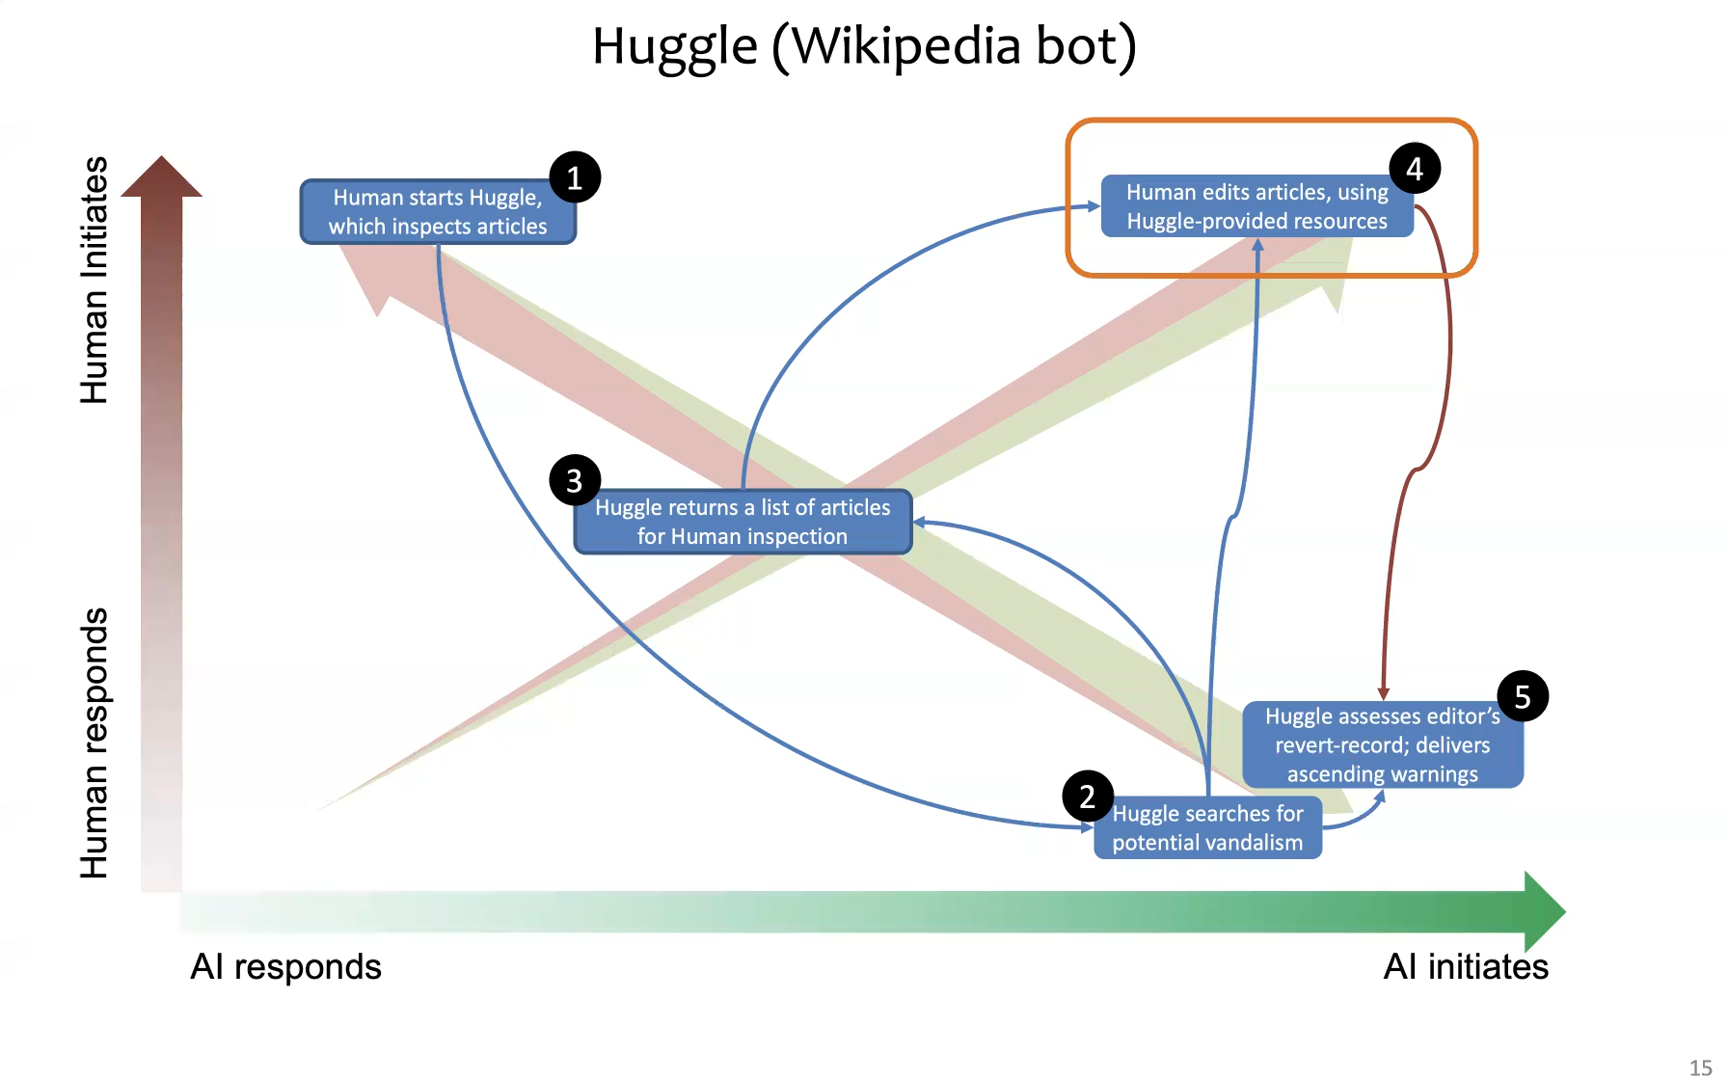 Huggle (Wikipedia bot)
Human Initiates
Human responds
1
Human starts Huggle,
which inspects articles
4
Human edits articles, using
Huggle-provided resources
3
Huggle returns a list of articles
for Human inspection
5
Huggle assesses editor's
revert-record; delivers
ascending warnings
2
Huggle searches for
potential vandalism
AI responds
AI initiates
15